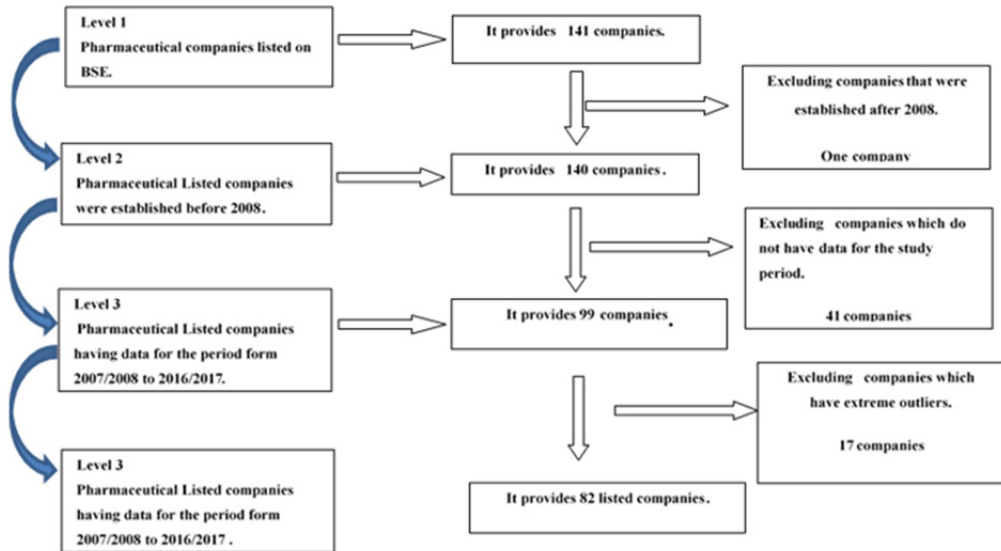 Level 1
Pharmaceutical companies listed on
BSE.
It provides 141 companies.
Excluding companies that were
established after 2008.
One company
Level 2
Pharmaceutical Listed companies
were established before 2008.
It provides 140 companies.
Excluding companies which do
not have data for the study
period.
41 companies
Level 3
Pharmaceutical Listed companies
having data for the period form
2007/2008 to 2016/2017.
It provides 99 companies.
Excluding companies which
have extreme outliers.
17 companies
Level 3
Pharmaceutical Listed companies
having data for the period form
2007/2008 to 2016/2017.
It provides 82 listed companies.